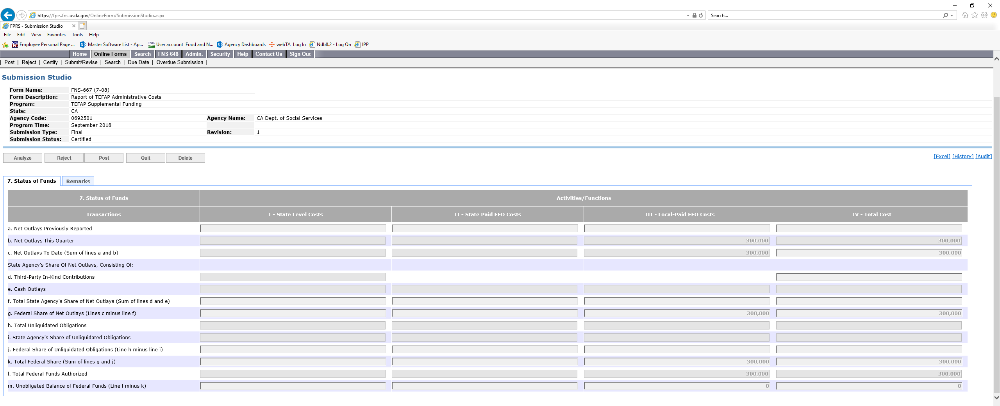 https://fprs.fns.usda.gov/OnlineForm/SubmissionStudio.aspx
Search...
FPRS - Submission Studio
File Edit View Favorites Tools Help
Employee Personal Page ... Master Software List - Ap... User account Food and N... Agency Dashboards webTA Log In Ndb8.2 - Log On IPP
Home Online Forms Search FNS-648 Admin. Security Help Contact Us Sign Out
| Post | Reject | Certify | Submit/Revise | Search | Due Date | Overdue Submission |
Submission Studio
Form Name: FNS-667 (7-08)
Form Description: Report of TEFAP Administrative Costs
Program: TEFAP Supplemental Funding
State: CA
Agency Code: 0692501 Agency Name: CA Dept. of Social Services
Program Time: September 2018
Submission Type: Final Revision: 1
Submission Status: Certified
Analyze Reject Post Quit Delete [Excel] [History] [Audit]
7. Status of Funds Remarks
7. Status of Funds Activities/Functions
Transactions I - State Level Costs II - State Paid EFO Costs III - Local-Paid EFO Costs IV - Total Cost
a. Net Outlays Previously Reported
b. Net Outlays This Quarter 300,000 300,000
c. Net Outlays To Date (Sum of lines a and b) 300,000 300,000
State Agency's Share Of Net Outlays, Consisting Of:
d. Third-Party In-Kind Contributions
e. Cash Outlays
f. Total State Agency's Share of Net Outlays (Sum of lines d and e)
g. Federal Share of Net Outlays (Lines c minus line f) 300,000 300,000
h. Total Unliquidated Obligations
i. State Agency's Share of Unliquidated Obligations
j. Federal Share of Unliquidated Obligations (Line h minus line i)
k. Total Federal Share (Sum of lines g and j) 300,000 300,000
l. Total Federal Funds Authorized 300,000 300,000
m. Unobligated Balance of Federal Funds (Line l minus k) 0 0